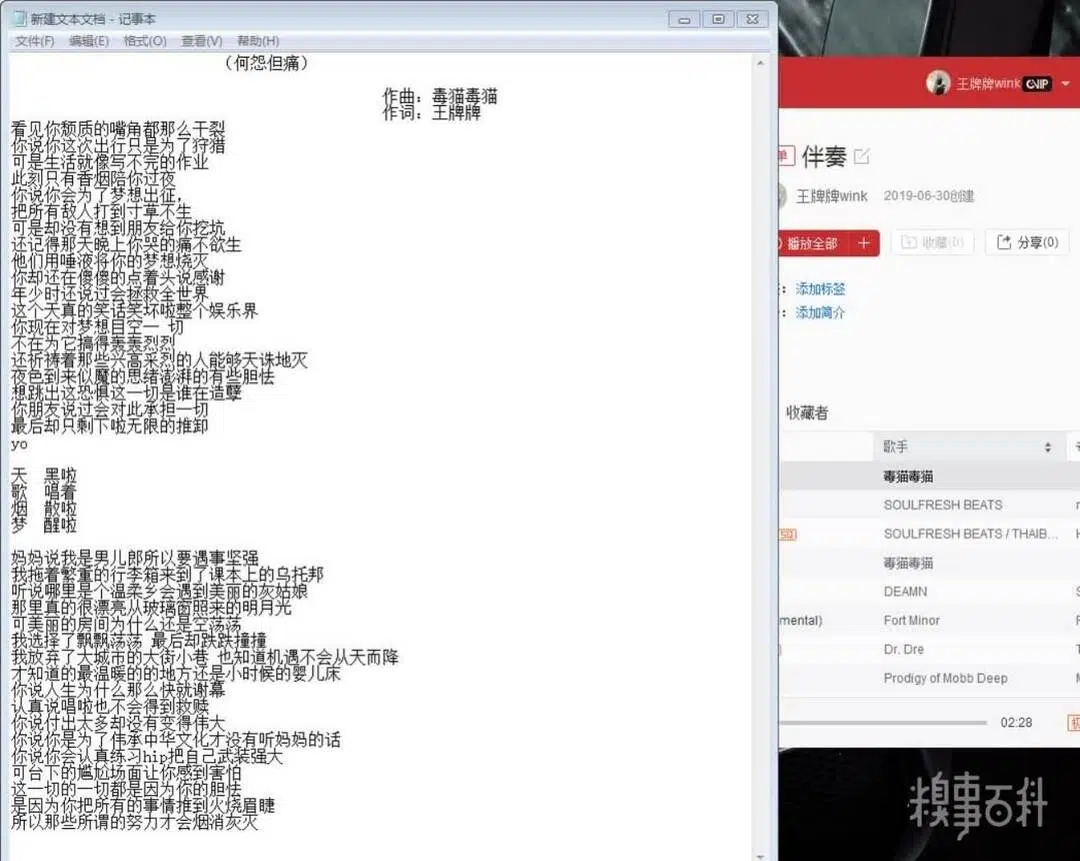 新建文本文档 - 记事本
文件(F) 编辑(E) 格式(O) 查看(V) 帮助(H)
（何怨但痛）
作曲：毒猫毒猫
作词：王牌牌
看见你颓质的嘴角都那么干裂
你说你这次出行只是为了狩猎
可是生活就像写不完的作业
此刻只有香烟陪你过夜
你说你会为了梦想出征，
把所有敌人打到寸草不生
可是却没有想到朋友给你挖坑
还记得那天晚上你哭的痛不欲生
他们用唾液将你的梦想烧灭
你却还在傻傻的点着头说感谢
年少时还说过会拯救全世界
这个天真的笑话笑坏啦整个娱乐界
你现在对梦想目空一 切
不在为它搞得轰轰烈烈
还祈祷着那些兴高采烈的人能够天诛地灭
夜色到来似魔的思绪澎湃的有些胆怯
想跳出这恐惧这一切是谁在造孽
你朋友说过会对此承担一切
最后却只剩下啦无限的推卸
yo
天 黑啦
歌 唱着
烟 散啦
梦 醒啦
妈妈说我是男儿郎所以要遇事坚强
我拖着繁重的行李箱来到了课本上的乌托邦
听说哪里是个温柔乡会遇到美丽的灰姑娘
那里真的很漂亮从玻璃窗照来的明月光
可美丽的房间为什么还是空荡荡
我选择了飘飘荡荡 最后却跌跌撞撞
我放弃了大城市的大街小巷 也知道机遇不会从天而降
才知道的最温暖的的地方还是小时候的婴儿床
你说人生为什么那么快就谢幕
认真说唱啦也不会得到救赎
你说付出太多却没有变得伟大
你说你是为了传承中华文化才没有听妈妈的话
你说你会认真练习hip把自己武装强大
可台下的尴尬场面让你感到害怕
这一切的一切都是因为你的胆怯
是因为你把所有的事情推到火烧眉睫
所以那些所谓的努力才会烟消灰灭
王牌牌wink VIP
单 伴奏
王牌牌wink 2019-06-30创建
播放全部 +
收藏(0)
分享(0)
： 添加标签
： 添加简介
收藏者
歌手
毒猫毒猫
SOULFRESH BEATS
SQ SOULFRESH BEATS / THAIB...
毒猫毒猫
DEAMN
mental) Fort Minor
Dr. Dre
Prodigy of Mobb Deep
02:28
糗事百科